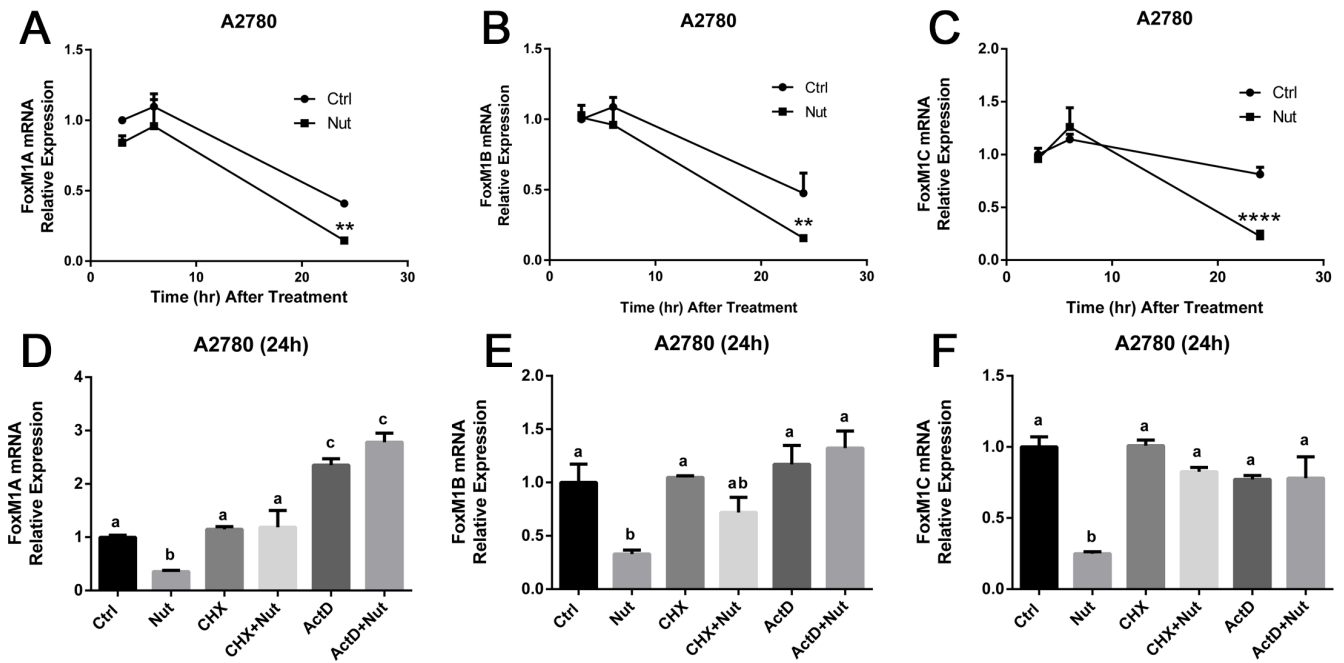 A
A2780
FoxM1A mRNA
Relative Expression
1.5
1.0
0.5
0.0
0
10
20
30
Ctrl
Nut
**
Time (hr) After Treatment
B
A2780
FoxM1B mRNA
Relative Expression
1.5
1.0
0.5
0.0
0
10
20
30
Ctrl
Nut
**
Time (hr) After Treatment
C
A2780
FoxM1C mRNA
Relative Expression
2.0
1.5
1.0
0.5
0.0
0
10
20
30
Ctrl
Nut
****
Time (hr) After Treatment
D
A2780 (24h)
FoxM1A mRNA
Relative Expression
4
3
2
1
0
a
b
a
a
c
c
Ctrl
Nut
CHX
CHX+Nut
ActD
ActD+Nut
E
A2780 (24h)
FoxM1B mRNA
Relative Expression
2.0
1.5
1.0
0.5
0.0
a
b
a
ab
a
a
Ctrl
Nut
CHX
CHX+Nut
ActD
ActD+Nut
F
A2780 (24h)
FoxM1C mRNA
Relative Expression
1.5
1.0
0.5
0.0
a
b
a
a
a
a
Ctrl
Nut
CHX
CHX+Nut
ActD
ActD+Nut